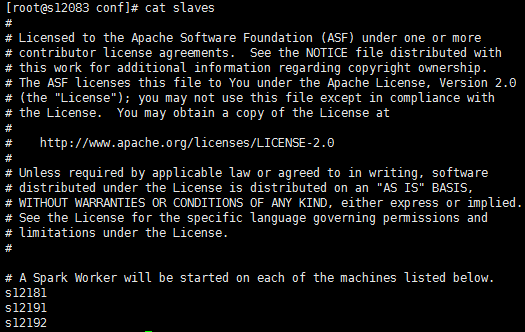 [root@s12083 conf]# cat slaves
#
# Licensed to the Apache Software Foundation (ASF) under one or more
# contributor license agreements.  See the NOTICE file distributed with
# this work for additional information regarding copyright ownership.
# The ASF licenses this file to You under the Apache License, Version 2.0
# (the "License"); you may not use this file except in compliance with
# the License.  You may obtain a copy of the License at
#
#    http://www.apache.org/licenses/LICENSE-2.0
#
# Unless required by applicable law or agreed to in writing, software
# distributed under the License is distributed on an "AS IS" BASIS,
# WITHOUT WARRANTIES OR CONDITIONS OF ANY KIND, either express or implied.
# See the License for the specific language governing permissions and
# limitations under the License.
#

# A Spark Worker will be started on each of the machines listed below.
s12181
s12191
s12192